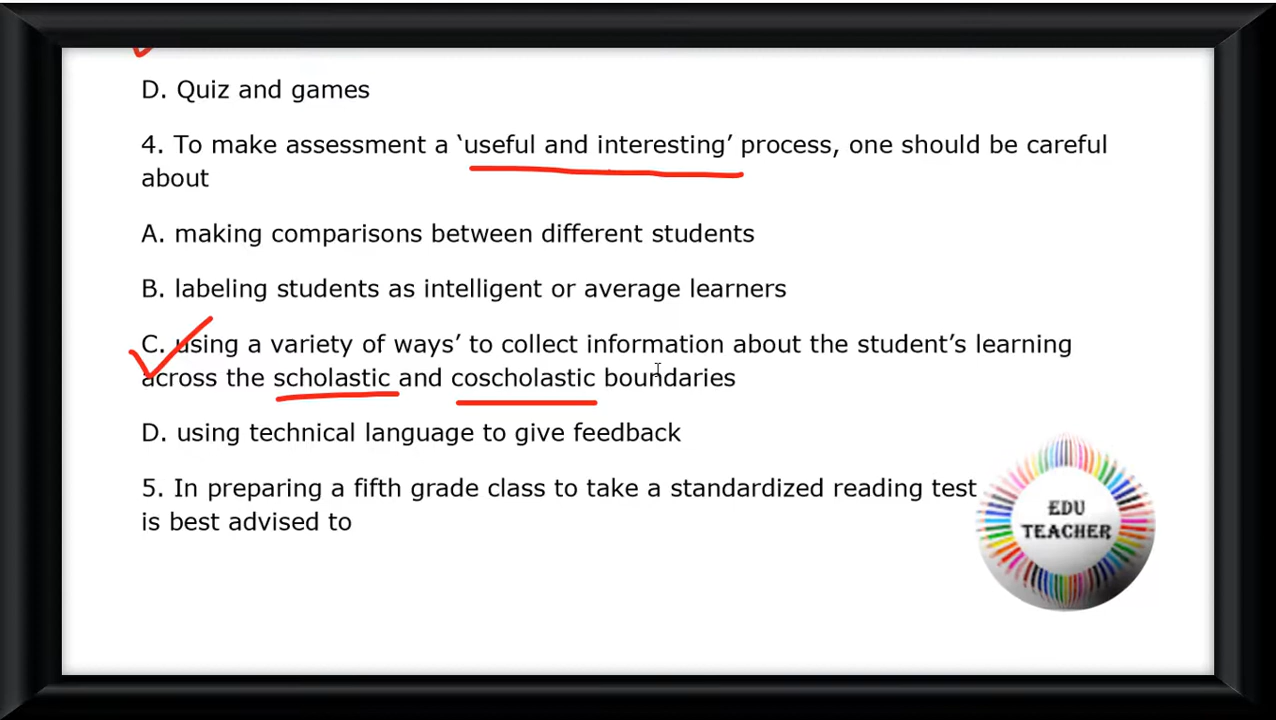 D. Quiz and games
4. To make assessment a ‘useful and interesting’ process, one should be careful
about
A. making comparisons between different students
B. labeling students as intelligent or average learners
C. using a variety of ways’ to collect information about the student’s learning
across the scholastic and coscholastic boundaries
D. using technical language to give feedback
5. In preparing a fifth grade class to take a standardized reading test
is best advised to
EDU
TEACHER